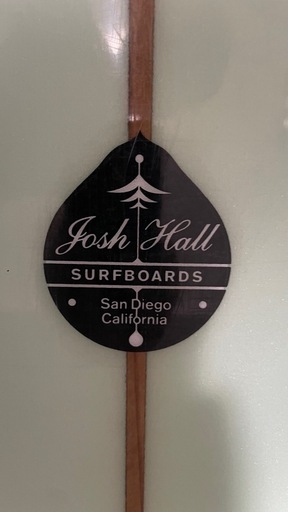 Josh Hall
SURFBOARDS
San Diego
California